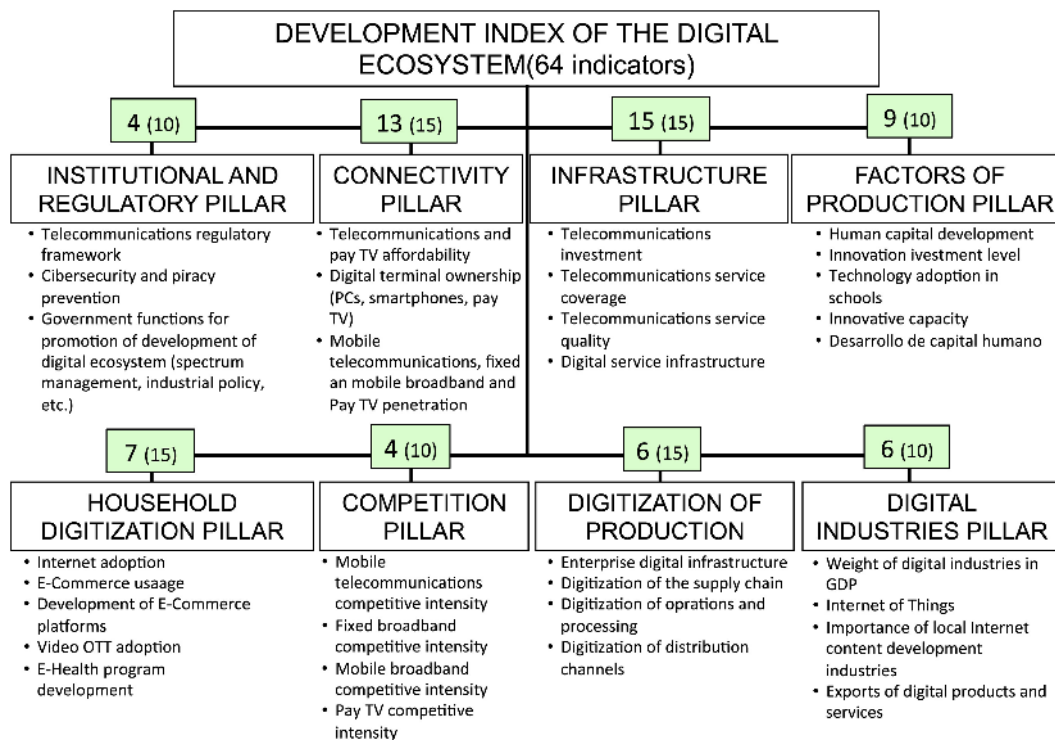 DEVELOPMENT INDEX OF THE DIGITAL
ECOSYSTEM(64 indicators)
4 (10)
INSTITUTIONAL AND
REGULATORY PILLAR
• Telecommunications regulatory
framework
• Cibersecurity and piracy
prevention
• Government functions for
promotion of development of
digital ecosystem (spectrum
management, industrial policy,
etc.)
13 (15)
CONNECTIVITY
PILLAR
• Telecommunications and
pay TV affordability
• Digital terminal ownership
(PCs, smartphones, pay
TV)
• Mobile
telecommunications, fixed
an mobile broadband and
Pay TV penetration
15 (15)
INFRASTRUCTURE
PILLAR
• Telecommunications
investment
• Telecommunications service
coverage
• Telecommunications service
quality
• Digital service infrastructure
9 (10)
FACTORS OF
PRODUCTION PILLAR
• Human capital development
• Innovation ivestment level
• Technology adoption in
schools
• Innovative capacity
• Desarrollo de capital humano
7 (15)
HOUSEHOLD
DIGITIZATION PILLAR
• Internet adoption
• E-Commerce usaage
• Development of E-Commerce
platforms
• Video OTT adoption
• E-Health program
development
4 (10)
COMPETITION
PILLAR
• Mobile
telecommunications
competitive intensity
• Fixed broadband
competitive intensity
• Mobile broadband
competitive intensity
• Pay TV competitive
intensity
6 (15)
DIGITIZATION OF
PRODUCTION
• Enterprise digital infrastructure
• Digitization of the supply chain
• Digitization of oprations and
processing
• Digitization of distribution
channels
6 (10)
DIGITAL
INDUSTRIES PILLAR
• Weight of digital industries in
GDP
• Internet of Things
• Importance of local Internet
content development
industries
• Exports of digital products and
services